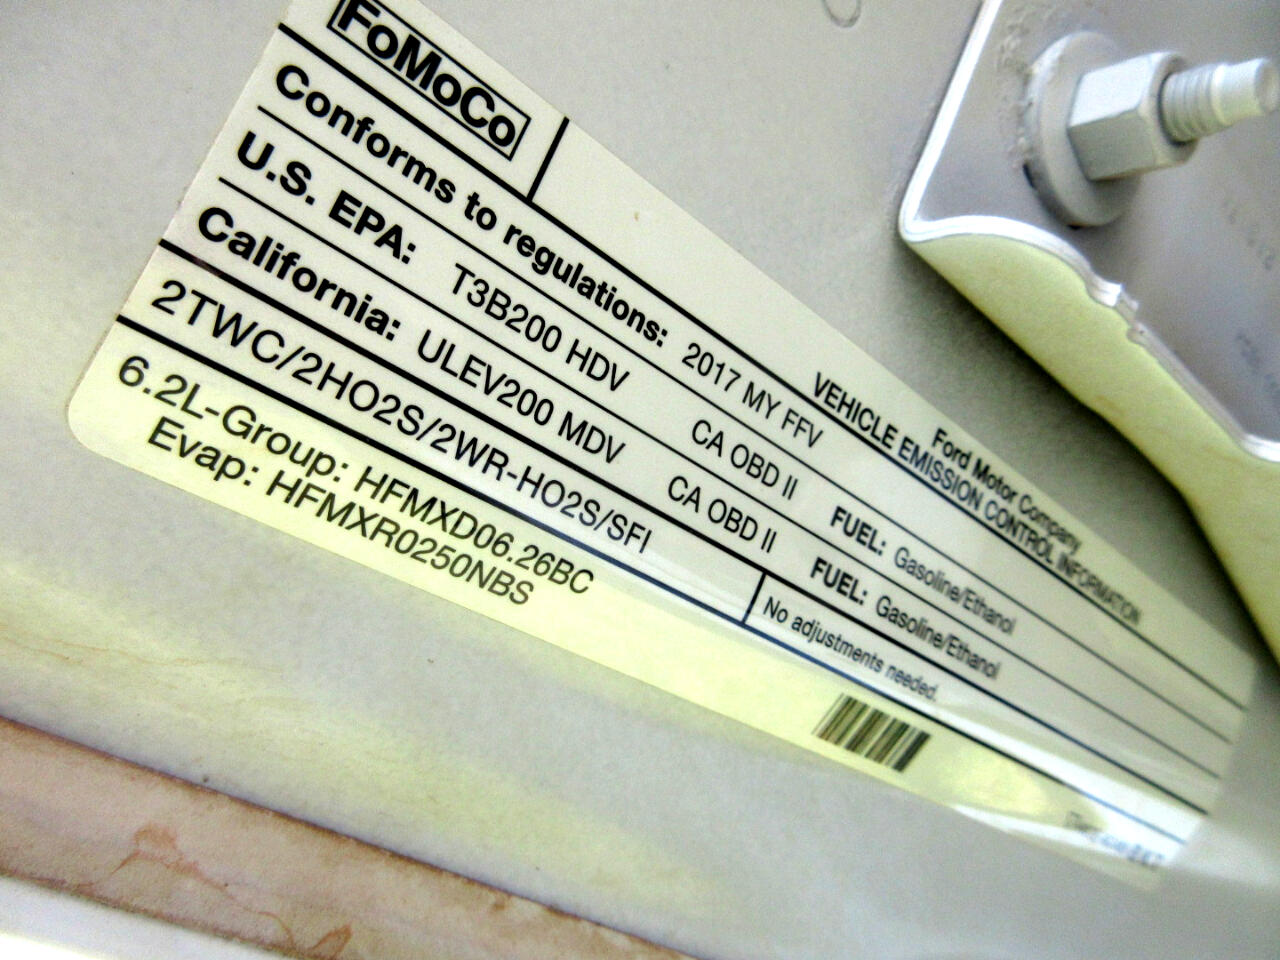 FoMoCo
Ford Motor Company
VEHICLE EMISSION CONTROL INFORMATION
Conforms to regulations: 2017 MY FFV
U.S. EPA: T3B200 HDV CA OBD II FUEL: Gasoline/Ethanol
California: ULEV200 MDV CA OBD II FUEL: Gasoline/Ethanol
2TWC/2HO2S/2WR-HO2S/SFI
No adjustments needed.
6.2L-Group: HFMXD06.26BC
Evap: HFMXR0250NBS